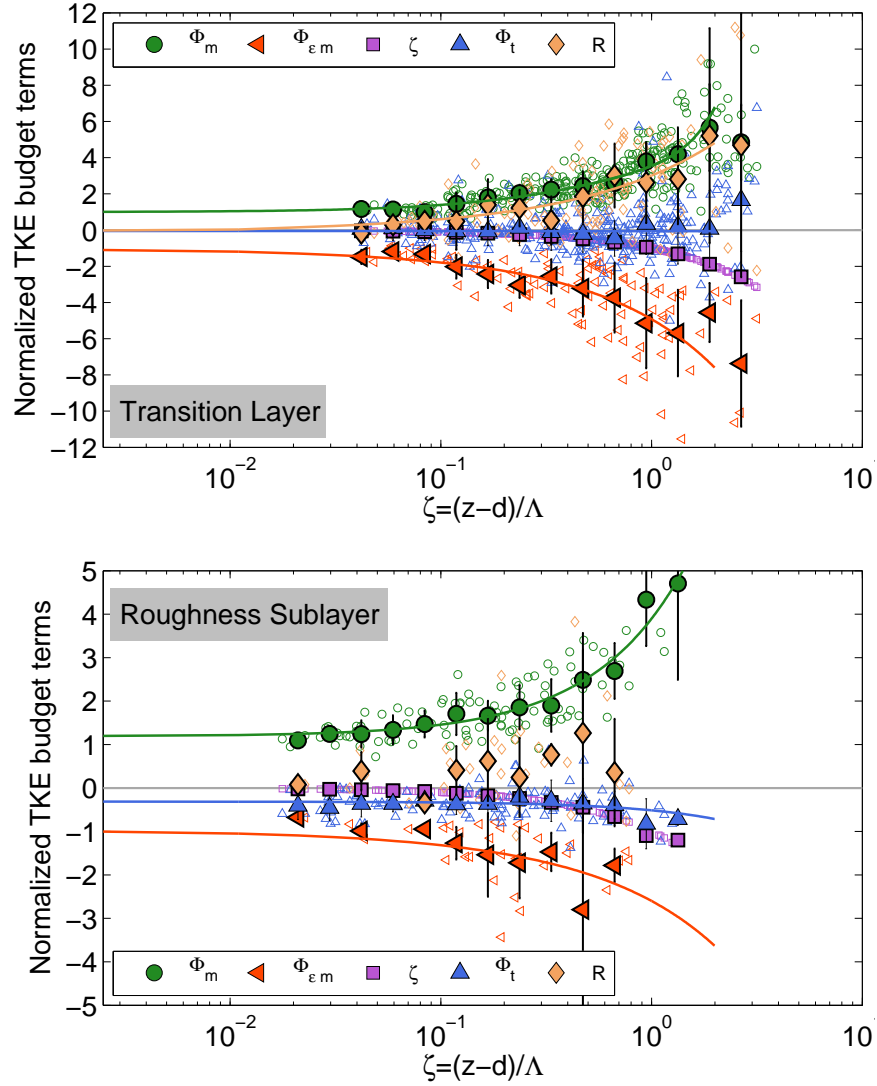 12
10
8
6
4
2
0
−2
−4
−6
−8
−10
−12
Normalized TKE budget terms
Φm Φε m ζ Φt R
Transition Layer
10−2 10−1 100 10
ζ=(z−d)/Λ
5
4
3
2
1
0
−1
−2
−3
−4
−5
Normalized TKE budget terms
Roughness Sublayer
Φm Φε m ζ Φt R
10−2 10−1 100 10
ζ=(z−d)/Λ